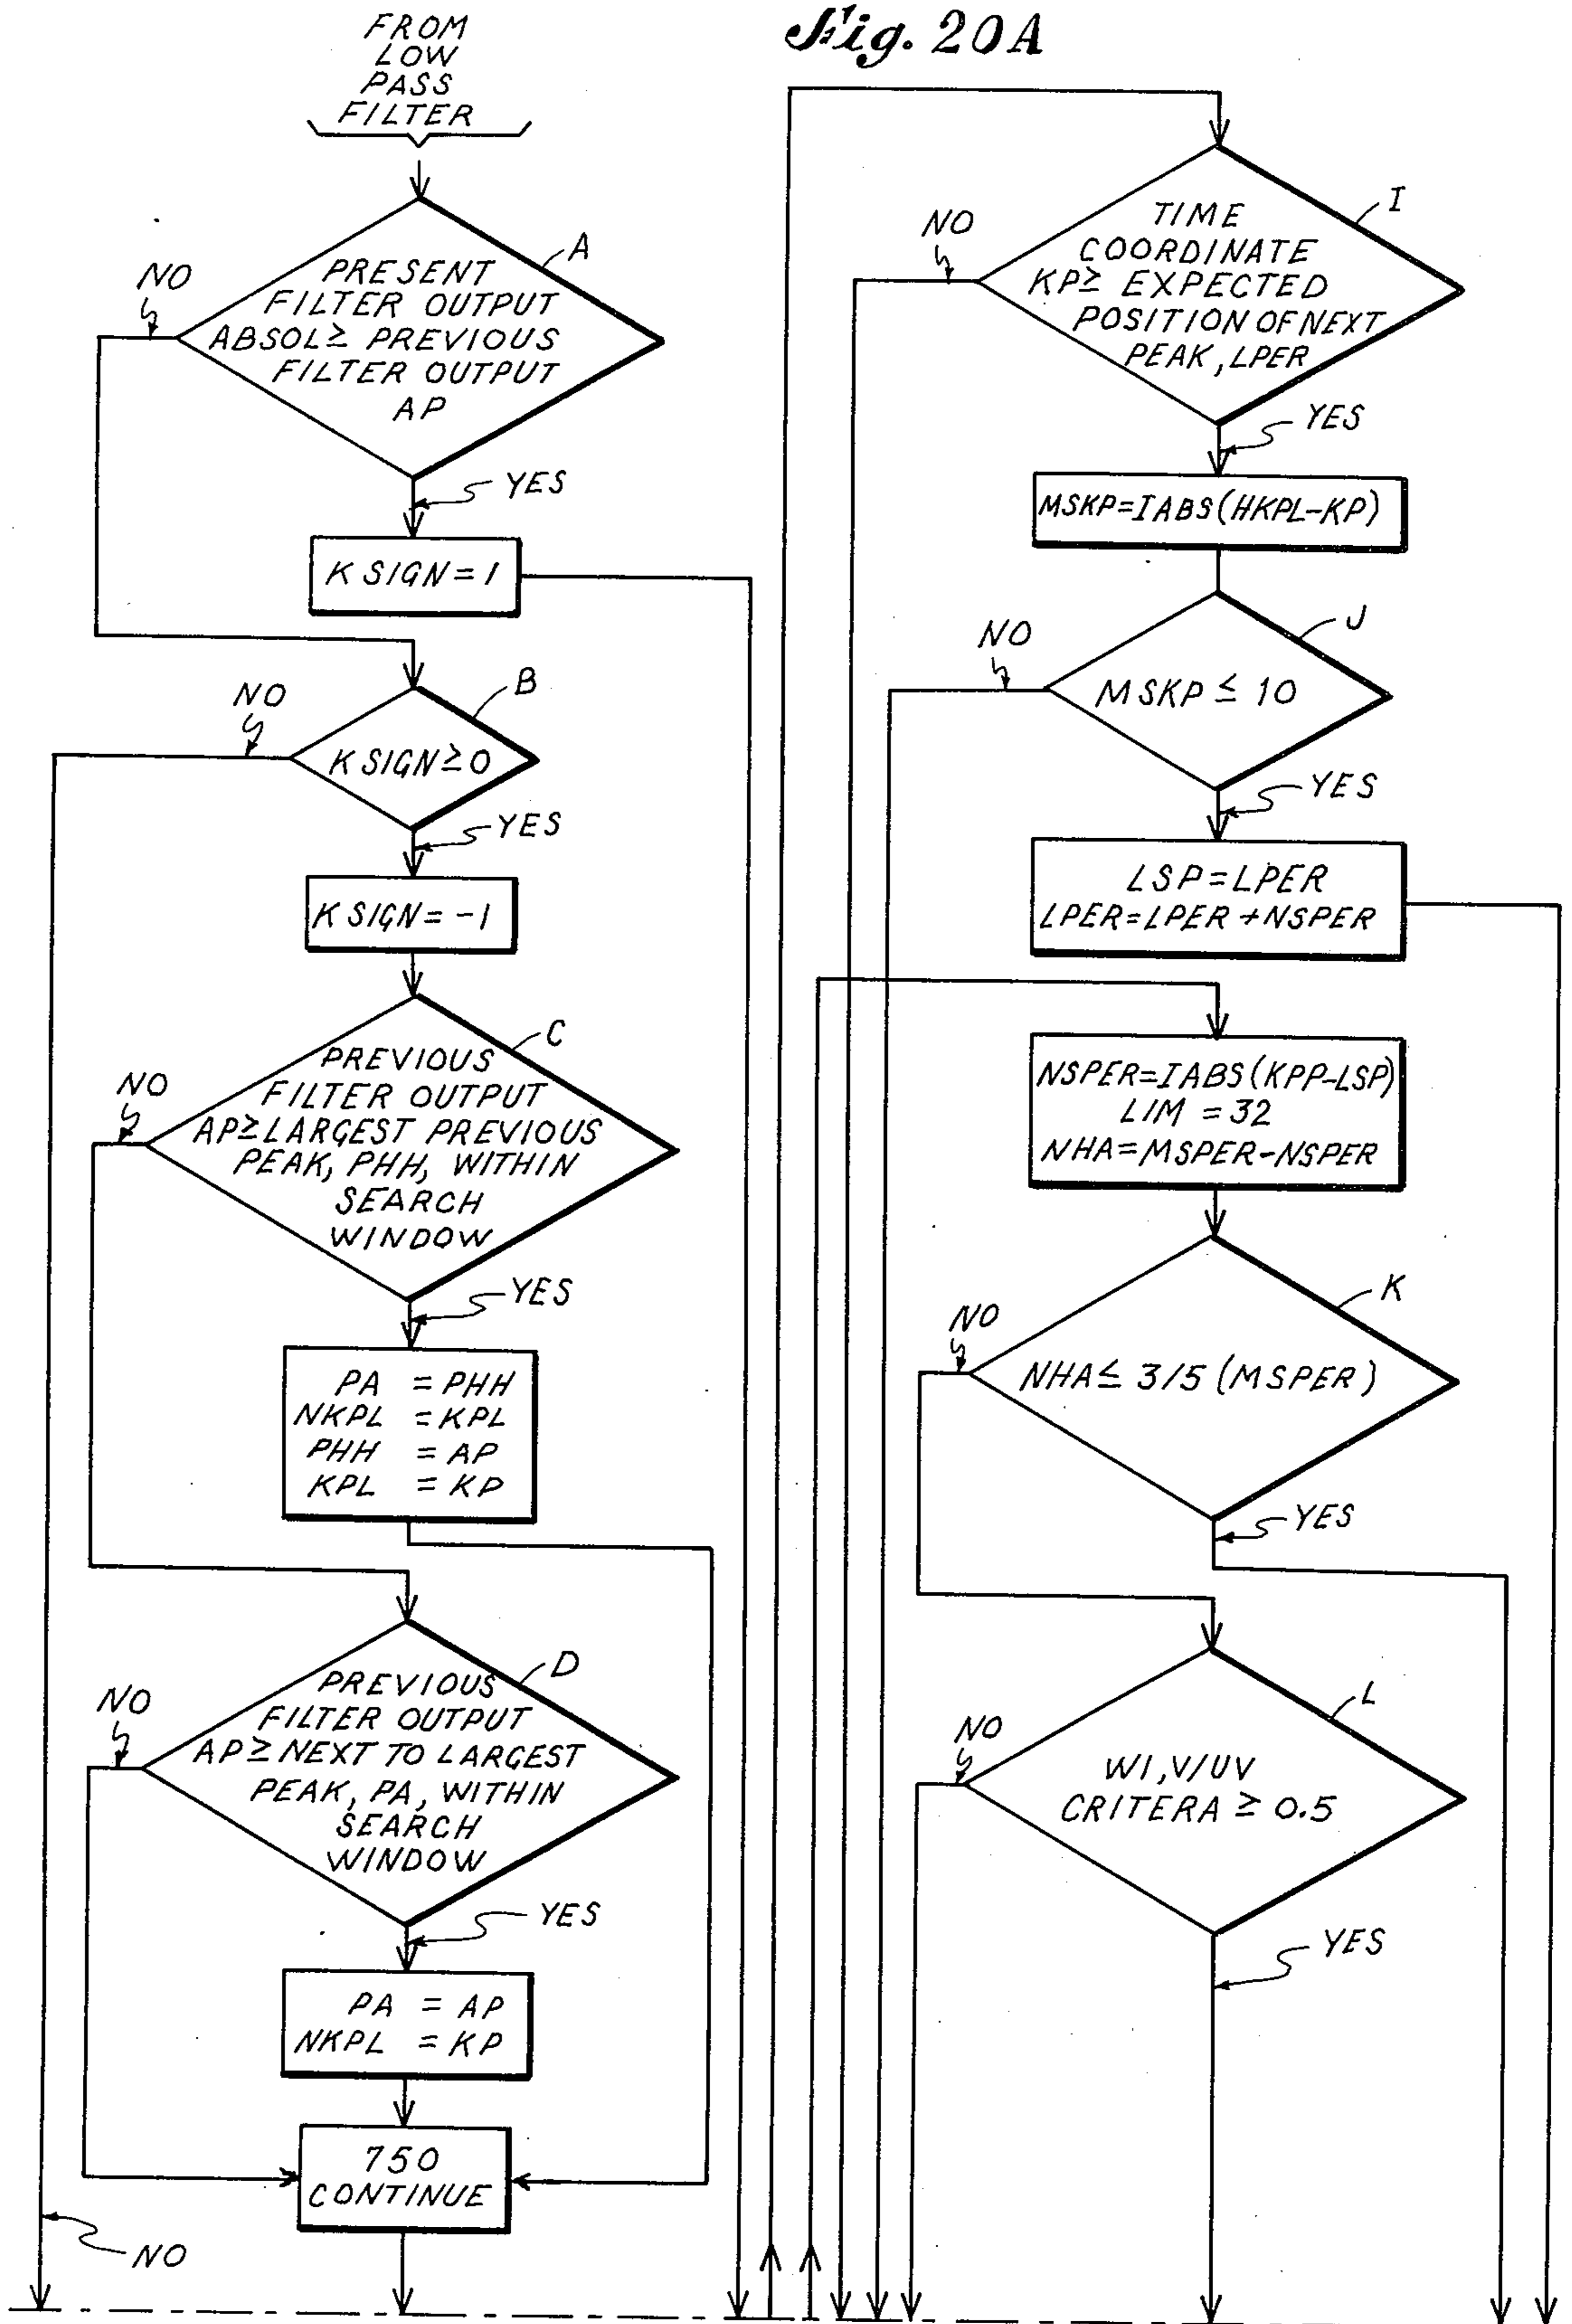 Fig. 20A
FROM
LOW
PASS
FILTER
A
NO
PRESENT
FILTER OUTPUT
ABSOL ≥ PREVIOUS
FILTER OUTPUT
AP
YES
K SIGN = 1
B
NO
K SIGN ≥ 0
YES
K SIGN = -1
C
NO
PREVIOUS
FILTER OUTPUT
AP ≥ LARGEST PREVIOUS
PEAK, PHH, WITHIN
SEARCH
WINDOW
YES
PA = PHH
NKPL = KPL
PHH = AP
KPL = KP
D
NO
PREVIOUS
FILTER OUTPUT
AP ≥ NEXT TO LARGEST
PEAK, PA, WITHIN
SEARCH
WINDOW
YES
PA = AP
NKPL = KP
750
CONTINUE
NO
I
NO
TIME
COORDINATE
KP ≥ EXPECTED
POSITION OF NEXT
PEAK, LPER
YES
MSKP=IABS(HKPL-KP)
J
NO
MSKP ≤ 10
YES
LSP = LPER
LPER = LPER + NSPER
NSPER=IABS(KPP-LSP)
LIM = 32
NHA = MSPER-NSPER
K
NO
NHA ≤ 3/5 (MSPER)
YES
L
NO
WI, V/UV
CRITERA ≥ 0.5
YES